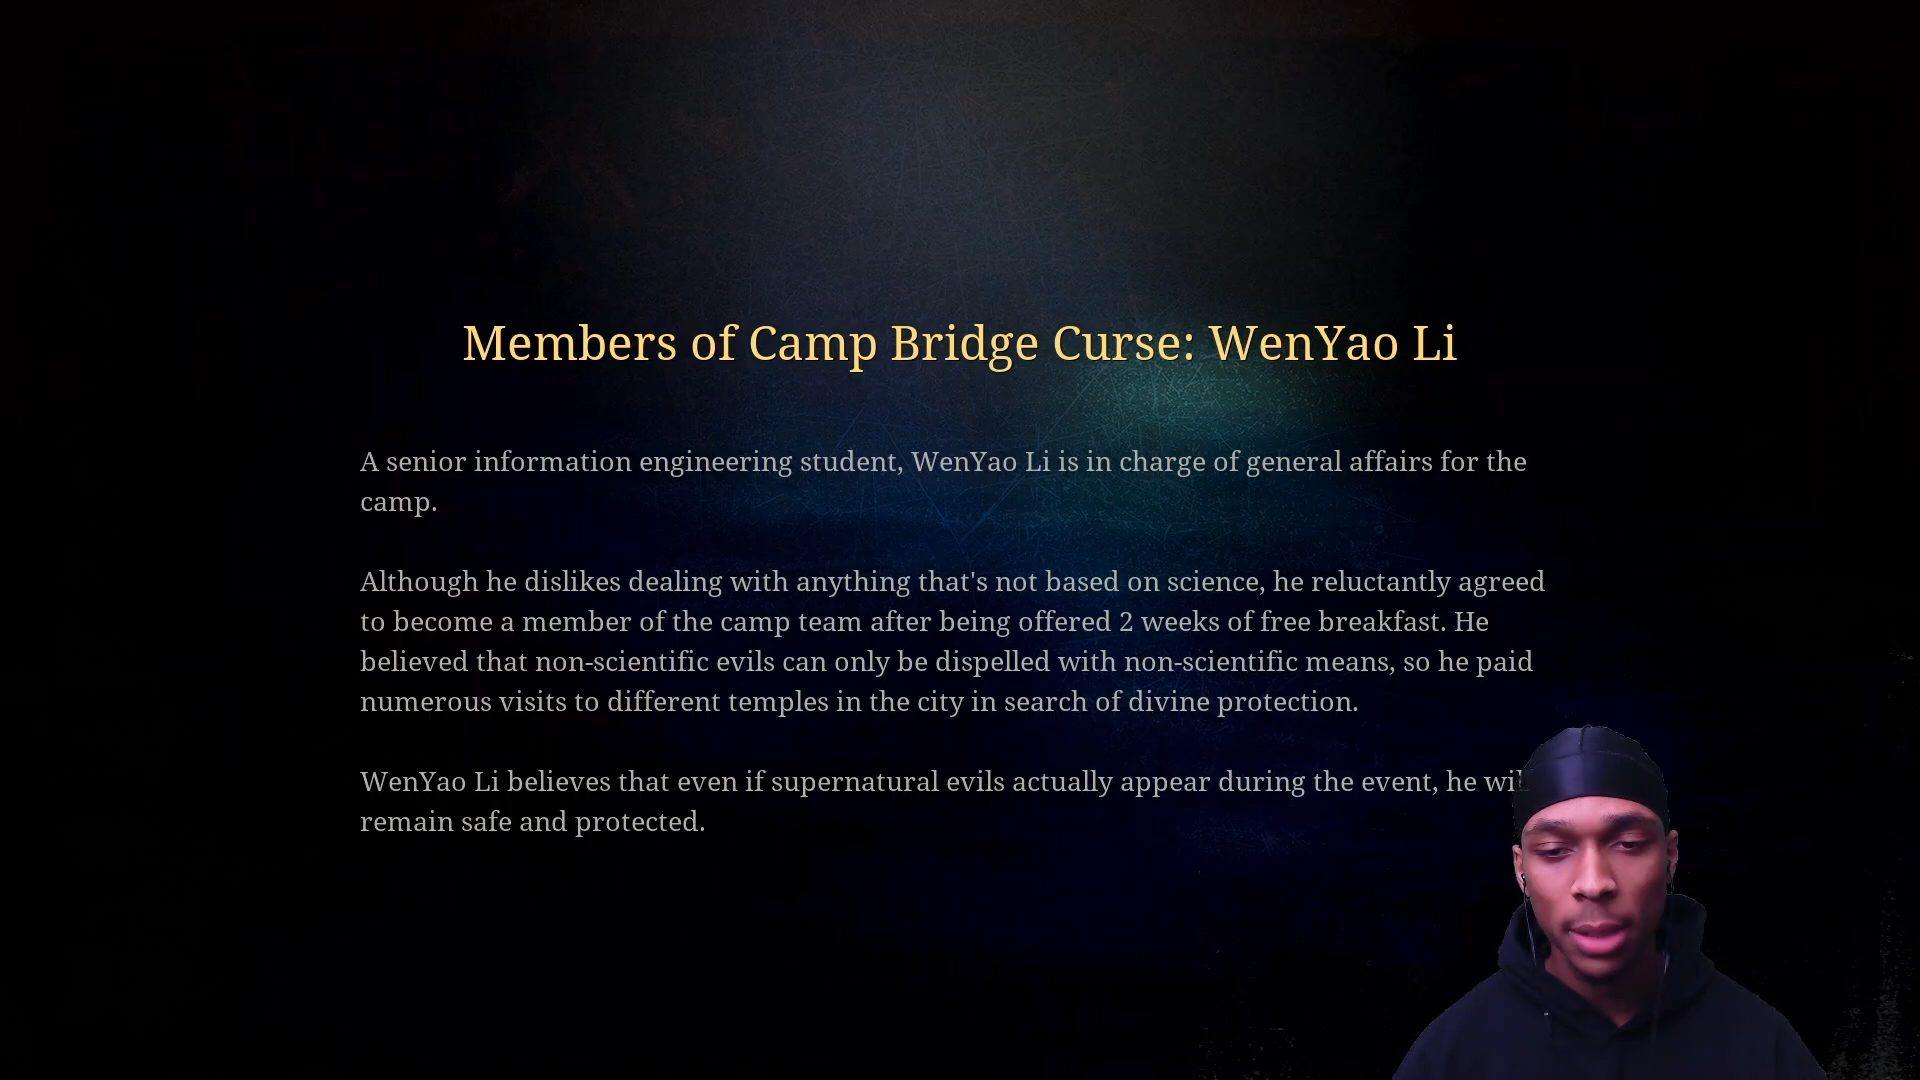 Members of Camp Bridge Curse: WenYao Li
A senior information engineering student, WenYao Li is in charge of general affairs for the
camp.
Although he dislikes dealing with anything that's not based on science, he reluctantly agreed
to become a member of the camp team after being offered 2 weeks of free breakfast. He
believed that non-scientific evils can only be dispelled with non-scientific means, so he paid
numerous visits to different temples in the city in search of divine protection.
WenYao Li believes that even if supernatural evils actually appear during the event, he will
remain safe and protected.